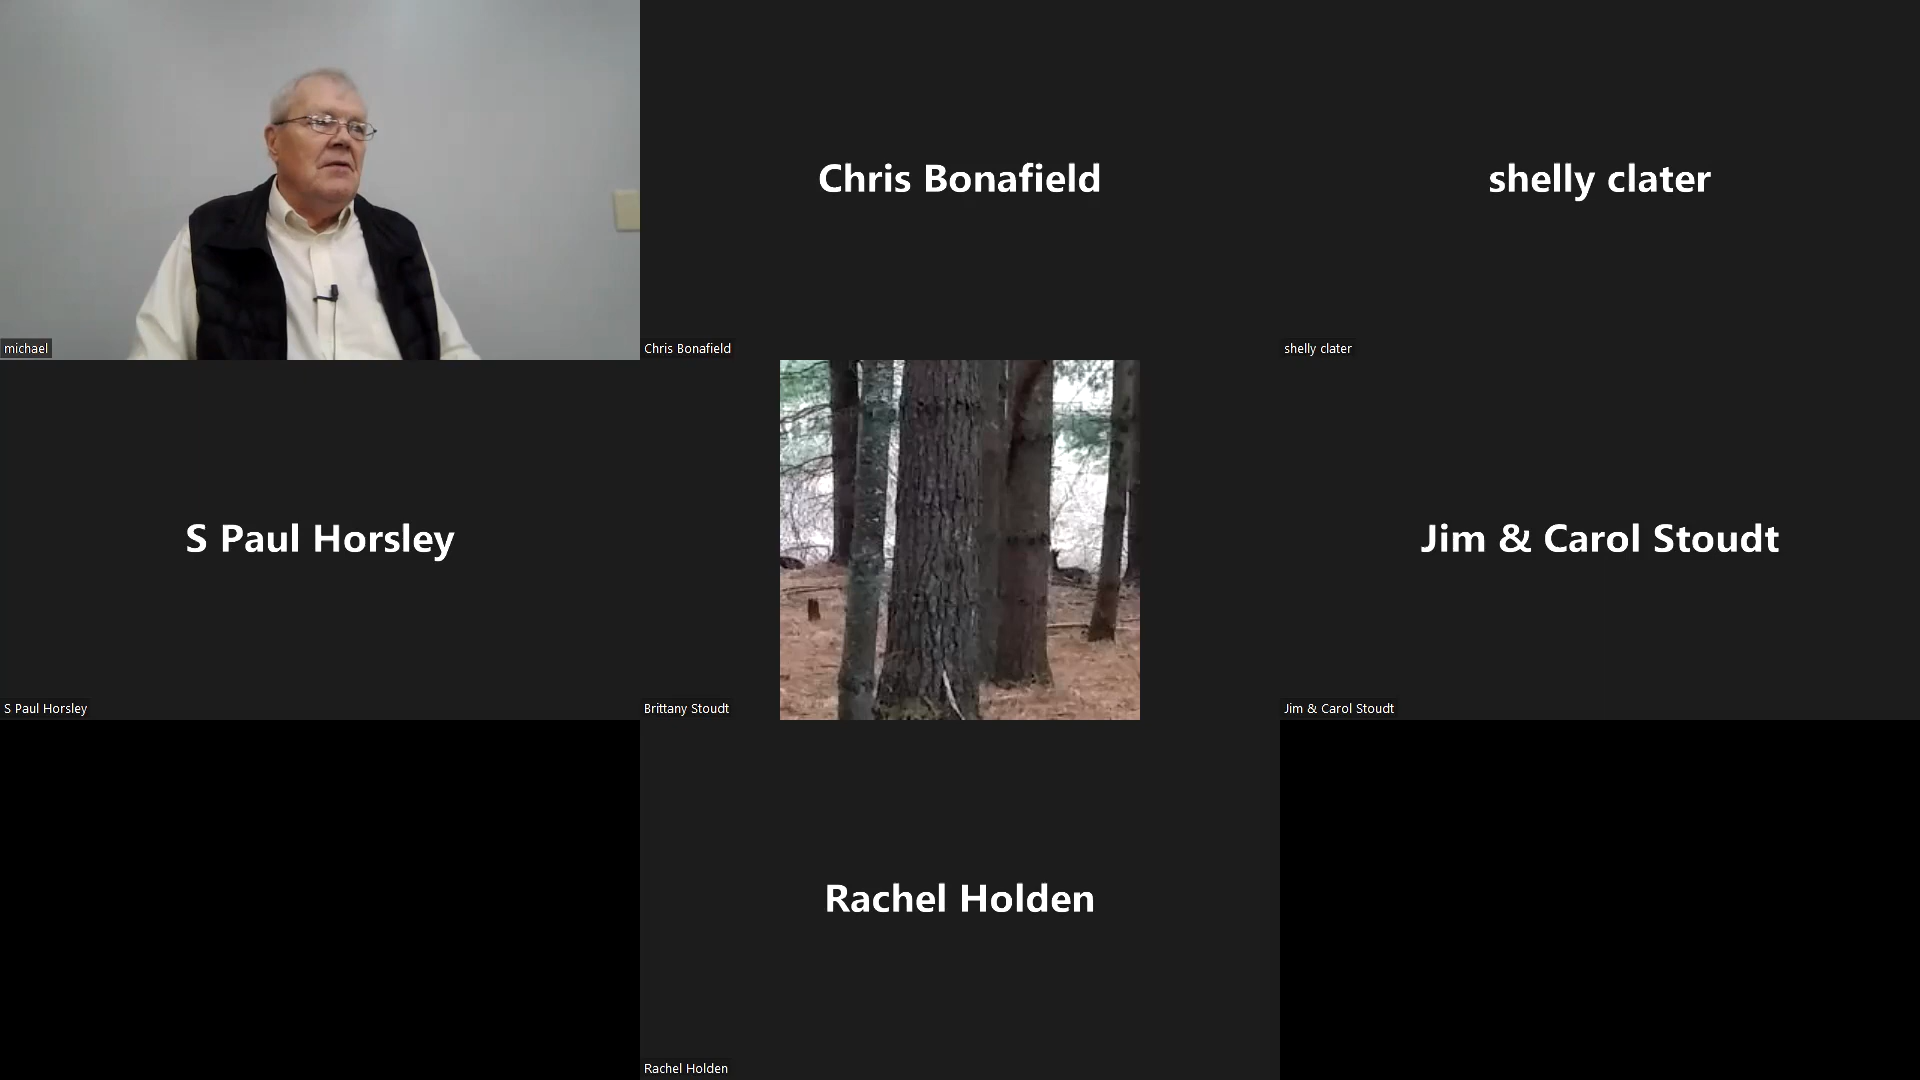 Chris Bonafield
shelly clater
michael
Chris Bonafield
shelly clater
S Paul Horsley
Jim & Carol Stoudt
S Paul Horsley
Brittany Stoudt
Jim & Carol Stoudt
Rachel Holden
Rachel Holden